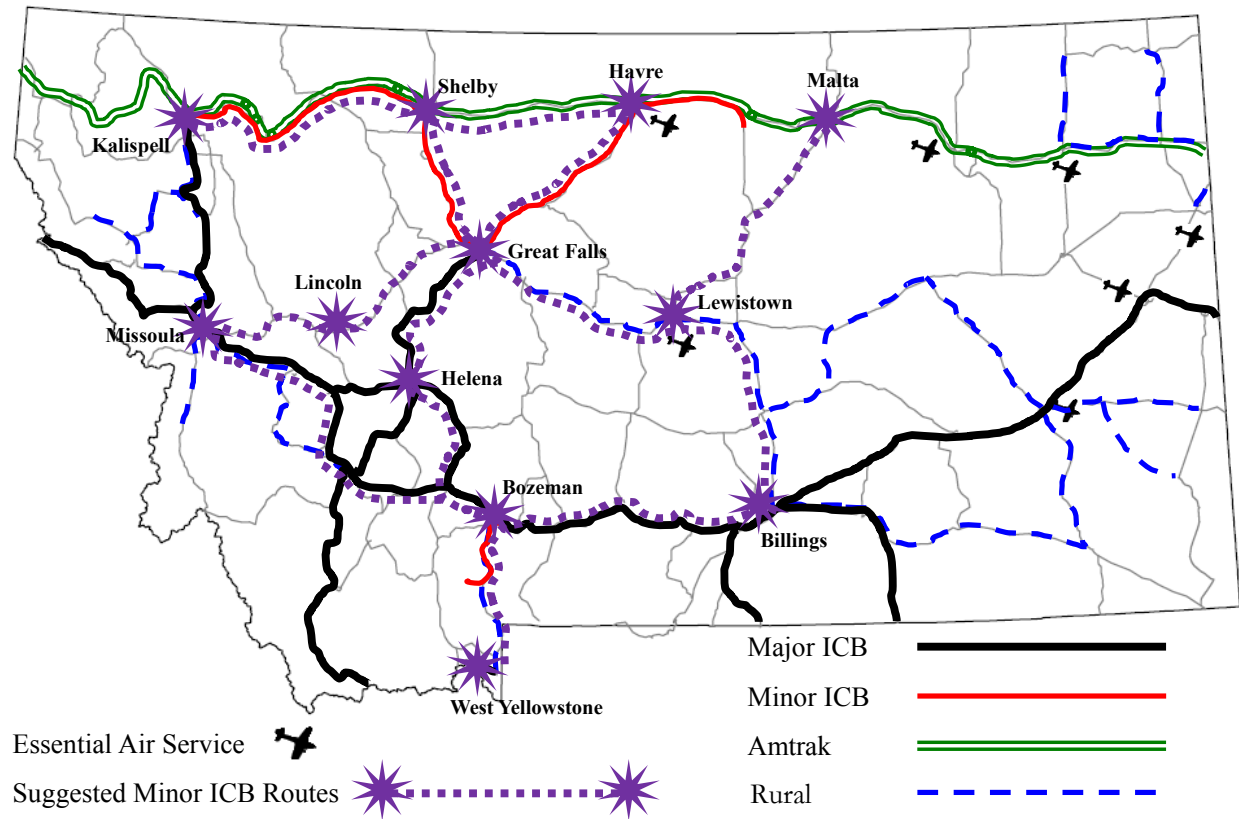 Shelby
Havre
Malta
Kalispell
Great Falls
Lincoln
Lewistown
Missoula
Helena
Bozeman
Billings
West Yellowstone
Major ICB
Minor ICB
Essential Air Service
Amtrak
Suggested Minor ICB Routes
Rural